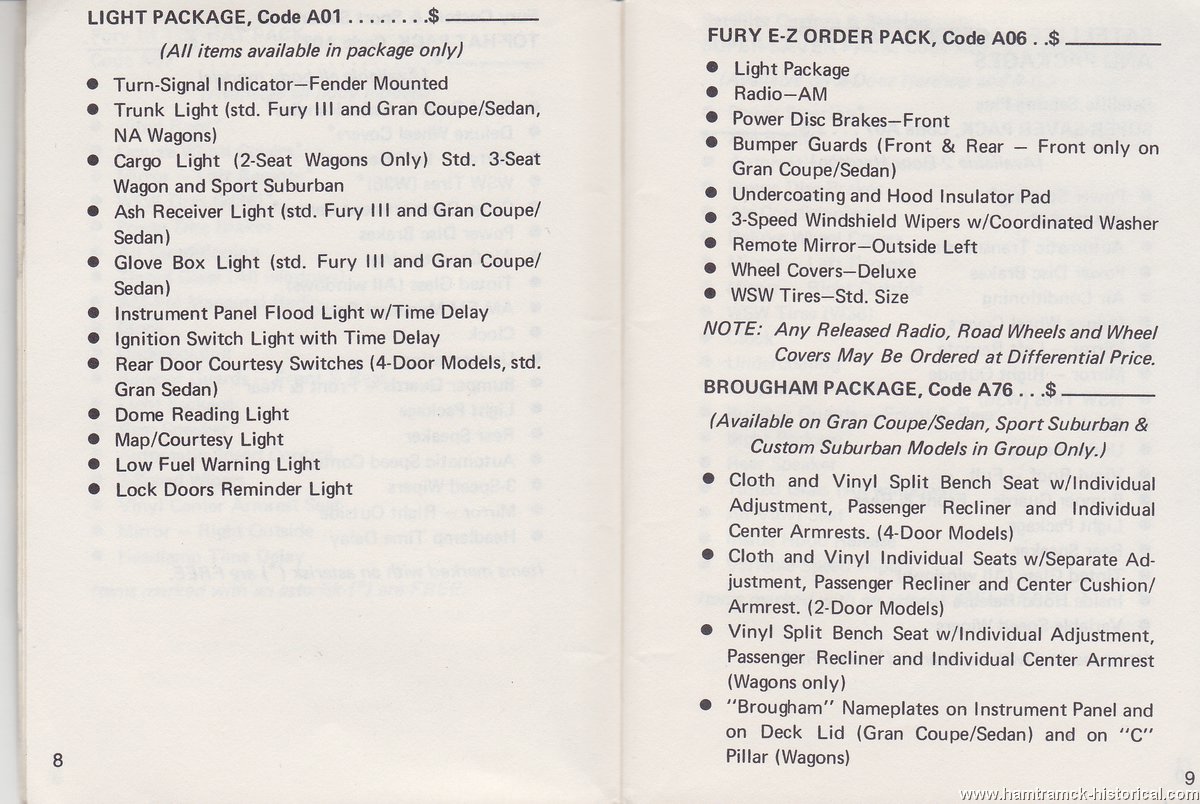 LIGHT PACKAGE, Code A01 . . . . . . . .$
(All items available in package only)
● Turn-Signal Indicator—Fender Mounted
● Trunk Light (std. Fury III and Gran Coupe/Sedan,
NA Wagons)
● Cargo Light (2-Seat Wagons Only) Std. 3-Seat
Wagon and Sport Suburban
● Ash Receiver Light (std. Fury III and Gran Coupe/
Sedan)
● Glove Box Light (std. Fury III and Gran Coupe/
Sedan)
● Instrument Panel Flood Light w/Time Delay
● Ignition Switch Light with Time Delay
● Rear Door Courtesy Switches (4-Door Models, std.
Gran Sedan)
● Dome Reading Light
● Map/Courtesy Light
● Low Fuel Warning Light
● Lock Doors Reminder Light
8
FURY E-Z ORDER PACK, Code A06 . .$
● Light Package
● Radio—AM
● Power Disc Brakes—Front
● Bumper Guards (Front & Rear — Front only on
Gran Coupe/Sedan)
● Undercoating and Hood Insulator Pad
● 3-Speed Windshield Wipers w/Coordinated Washer
● Remote Mirror—Outside Left
● Wheel Covers—Deluxe
● WSW Tires—Std. Size
NOTE: Any Released Radio, Road Wheels and Wheel
Covers May Be Ordered at Differential Price.
BROUGHAM PACKAGE, Code A76 . . .$
(Available on Gran Coupe/Sedan, Sport Suburban &
Custom Suburban Models in Group Only.)
● Cloth and Vinyl Split Bench Seat w/Individual
Adjustment, Passenger Recliner and Individual
Center Armrests. (4-Door Models)
● Cloth and Vinyl Individual Seats w/Separate Ad-
justment, Passenger Recliner and Center Cushion/
Armrest. (2-Door Models)
● Vinyl Split Bench Seat w/Individual Adjustment,
Passenger Recliner and Individual Center Armrest
(Wagons only)
● "Brougham" Nameplates on Instrument Panel and
on Deck Lid (Gran Coupe/Sedan) and on "C"
Pillar (Wagons)
9
www.hamtramck-historical.com